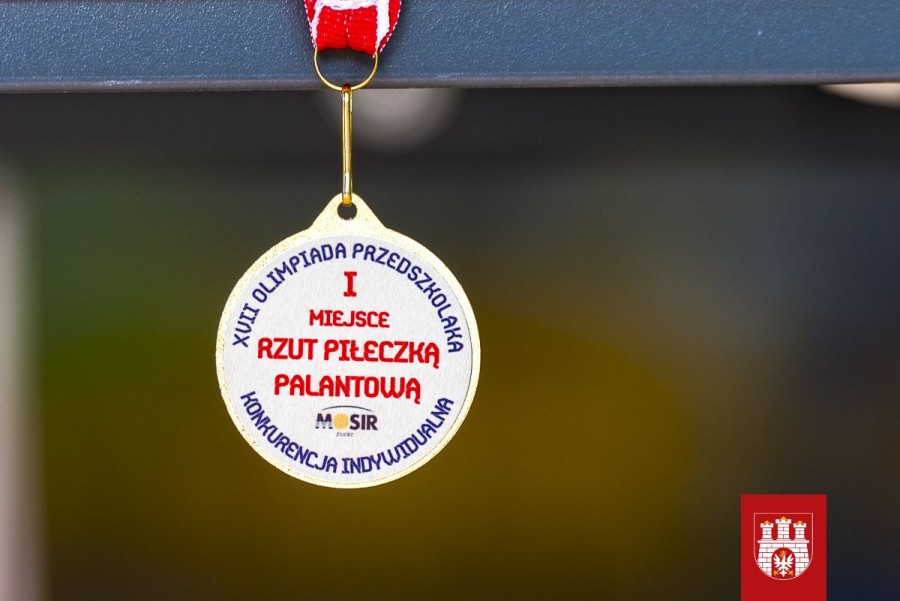 XVII OLIMPIADA PRZEDSZKOLAKA
I
MIEJSCE
RZUT PIŁECZKĄ
PALANTOWĄ
MOSIR
KONKURENCJA INDYWIDUALNA